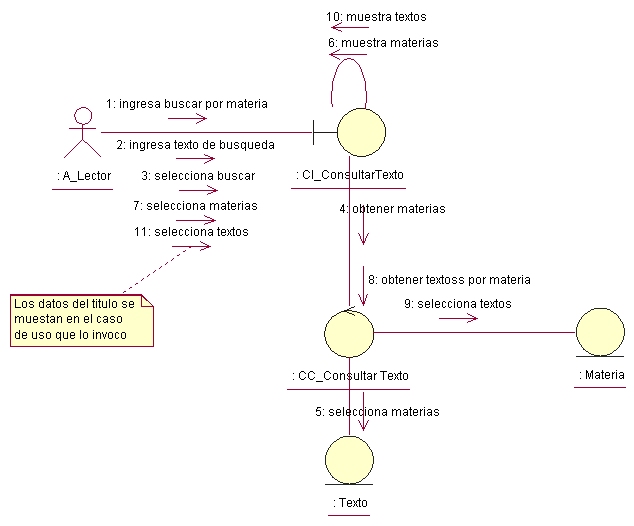 10: muestra textos
6: muestra materias
1: ingresa buscar por materia
2: ingresa texto de busqueda
: A_Lector
: CI_ConsultarTexto
3: selecciona buscar
7: selecciona materias
4: obtener materias
11: selecciona textos
8: obtener textoss por materia
Los datos del titulo se
muestan en el caso
de uso que lo invoco
9: selecciona textos
: CC_Consultar Texto
: Materia
5: selecciona materias
: Texto